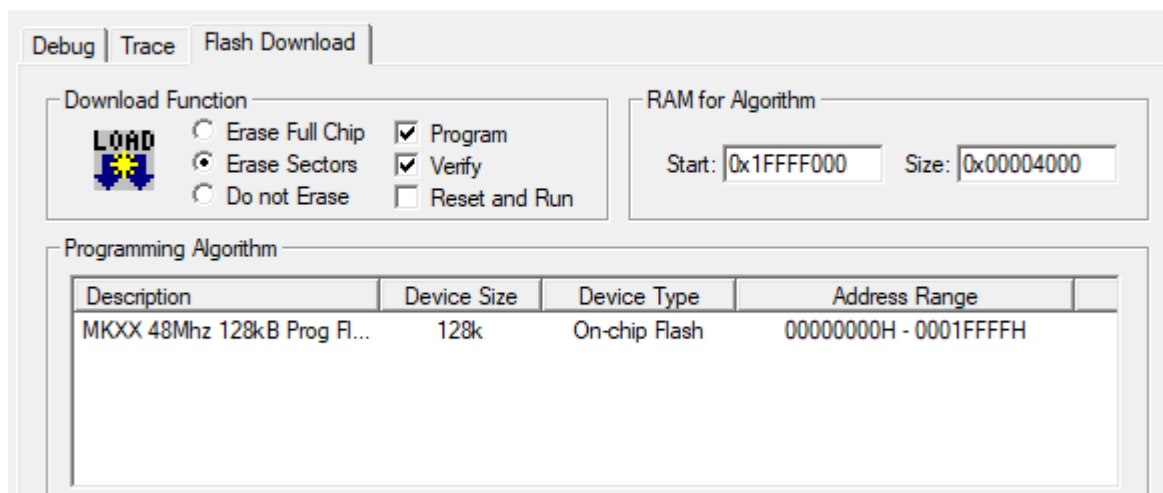 Debug Trace Flash Download
Download Function
LOAD
Erase Full Chip
Erase Sectors
Do not Erase
Program
Verify
Reset and Run
RAM for Algorithm
Start: 0x1FFFF000 Size: 0x00004000
Programming Algorithm
Description Device Size Device Type Address Range
MKXX 48Mhz 128kB Prog Fl... 128k On-chip Flash 00000000H - 0001FFFFH